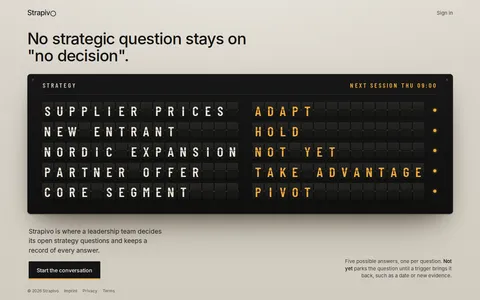 Strapivo
Sign in
No strategic question stays on
"no decision".
STRATEGY
NEXT SESSION THU 09:00
SUPPLIER PRICES ADAPT
NEW ENTRANT HOLD
NORDIC EXPANSION NOT YET
PARTNER OFFER TAKE ADVANTAGE
CORE SEGMENT PIVOT
Strapivo is where a leadership team decides
its open strategy questions and keeps a
record of every answer.
Start the conversation
Five possible answers, one per question. Not
yet parks the question until a trigger brings it
back, such as a date or new evidence.
© 2026 Strapivo Imprint Privacy Terms